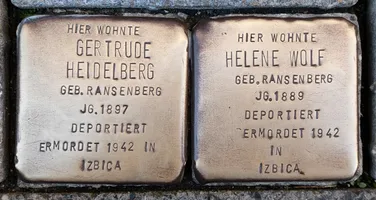 HIER WOHNTE
GERTRUDE
HEIDELBERG
GEB. RANSENBERG
JG. 1897
DEPORTIERT
ERMORDET 1942 IN
IZBICA
HIER WOHNTE
HELENE WOLF
GEB. RANSENBERG
JG. 1889
DEPORTIERT
ERMORDET 1942
IN
IZBICA